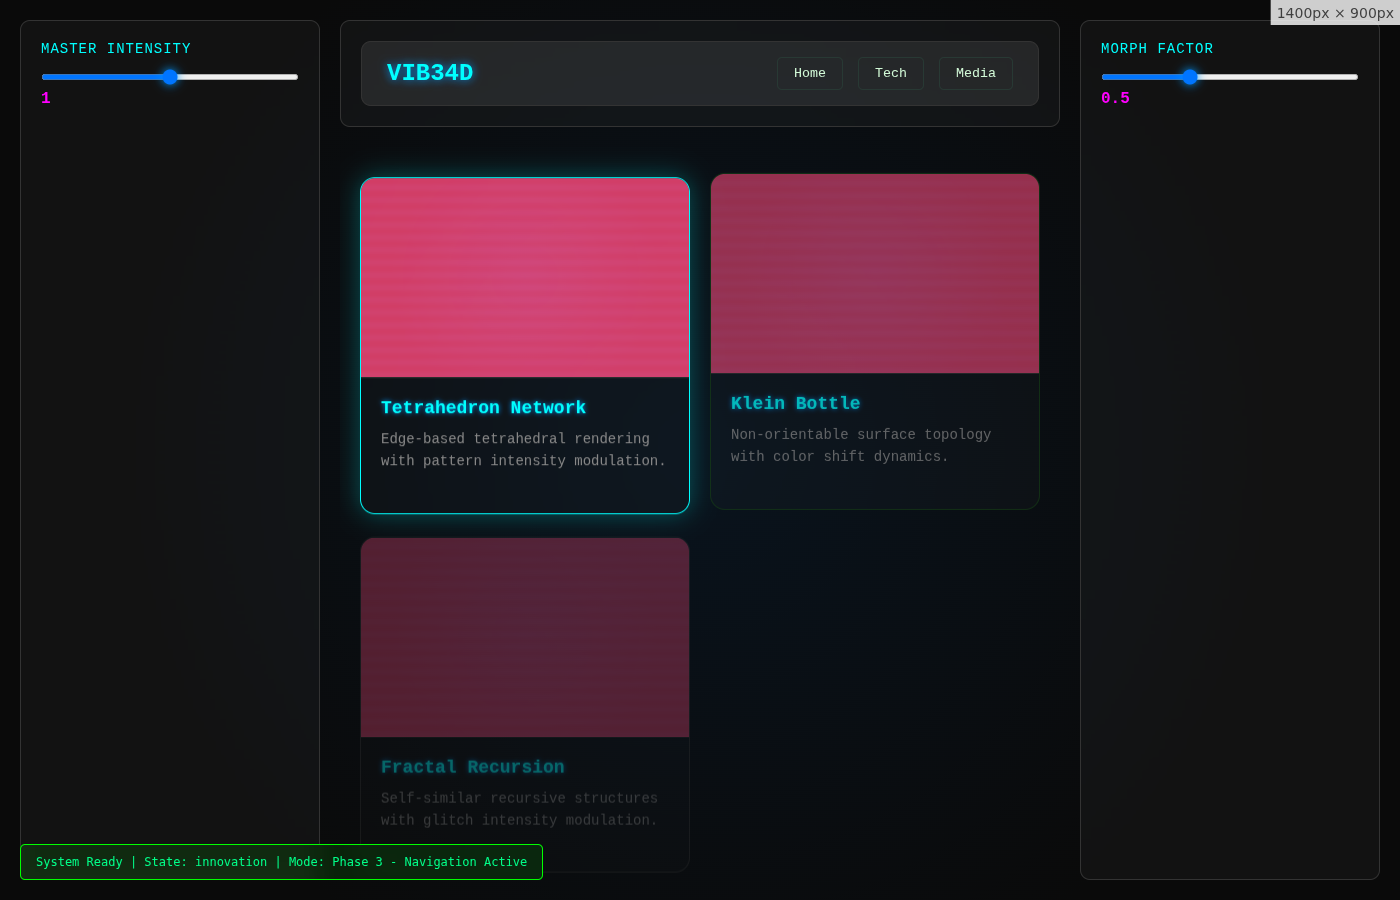 1400px × 900px
MASTER INTENSITY
1
VIB34D
Home
Tech
Media
MORPH FACTOR
0.5
Tetrahedron Network
Edge-based tetrahedral rendering
with pattern intensity modulation.
Klein Bottle
Non-orientable surface topology
with color shift dynamics.
Fractal Recursion
Self-similar recursive structures
with glitch intensity modulation.
System Ready | State: innovation | Mode: Phase 3 - Navigation Active